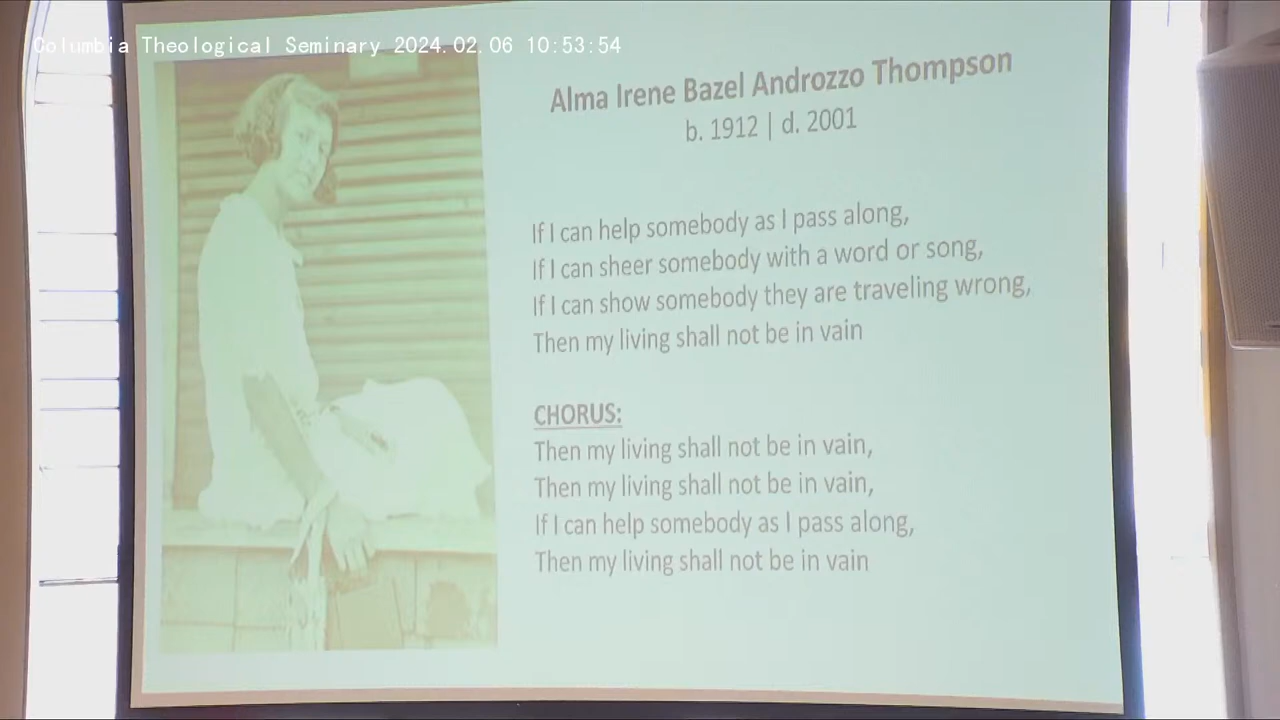 Columbia Theological Seminary 2024.02.06 10:53:54
Alma Irene Bazel Androzzo Thompson
b. 1912 | d. 2001
If I can help somebody as I pass along,
If I can sheer somebody with a word or song,
If I can show somebody they are traveling wrong,
Then my living shall not be in vain
CHORUS:
Then my living shall not be in vain,
Then my living shall not be in vain,
If I can help somebody as I pass along,
Then my living shall not be in vain